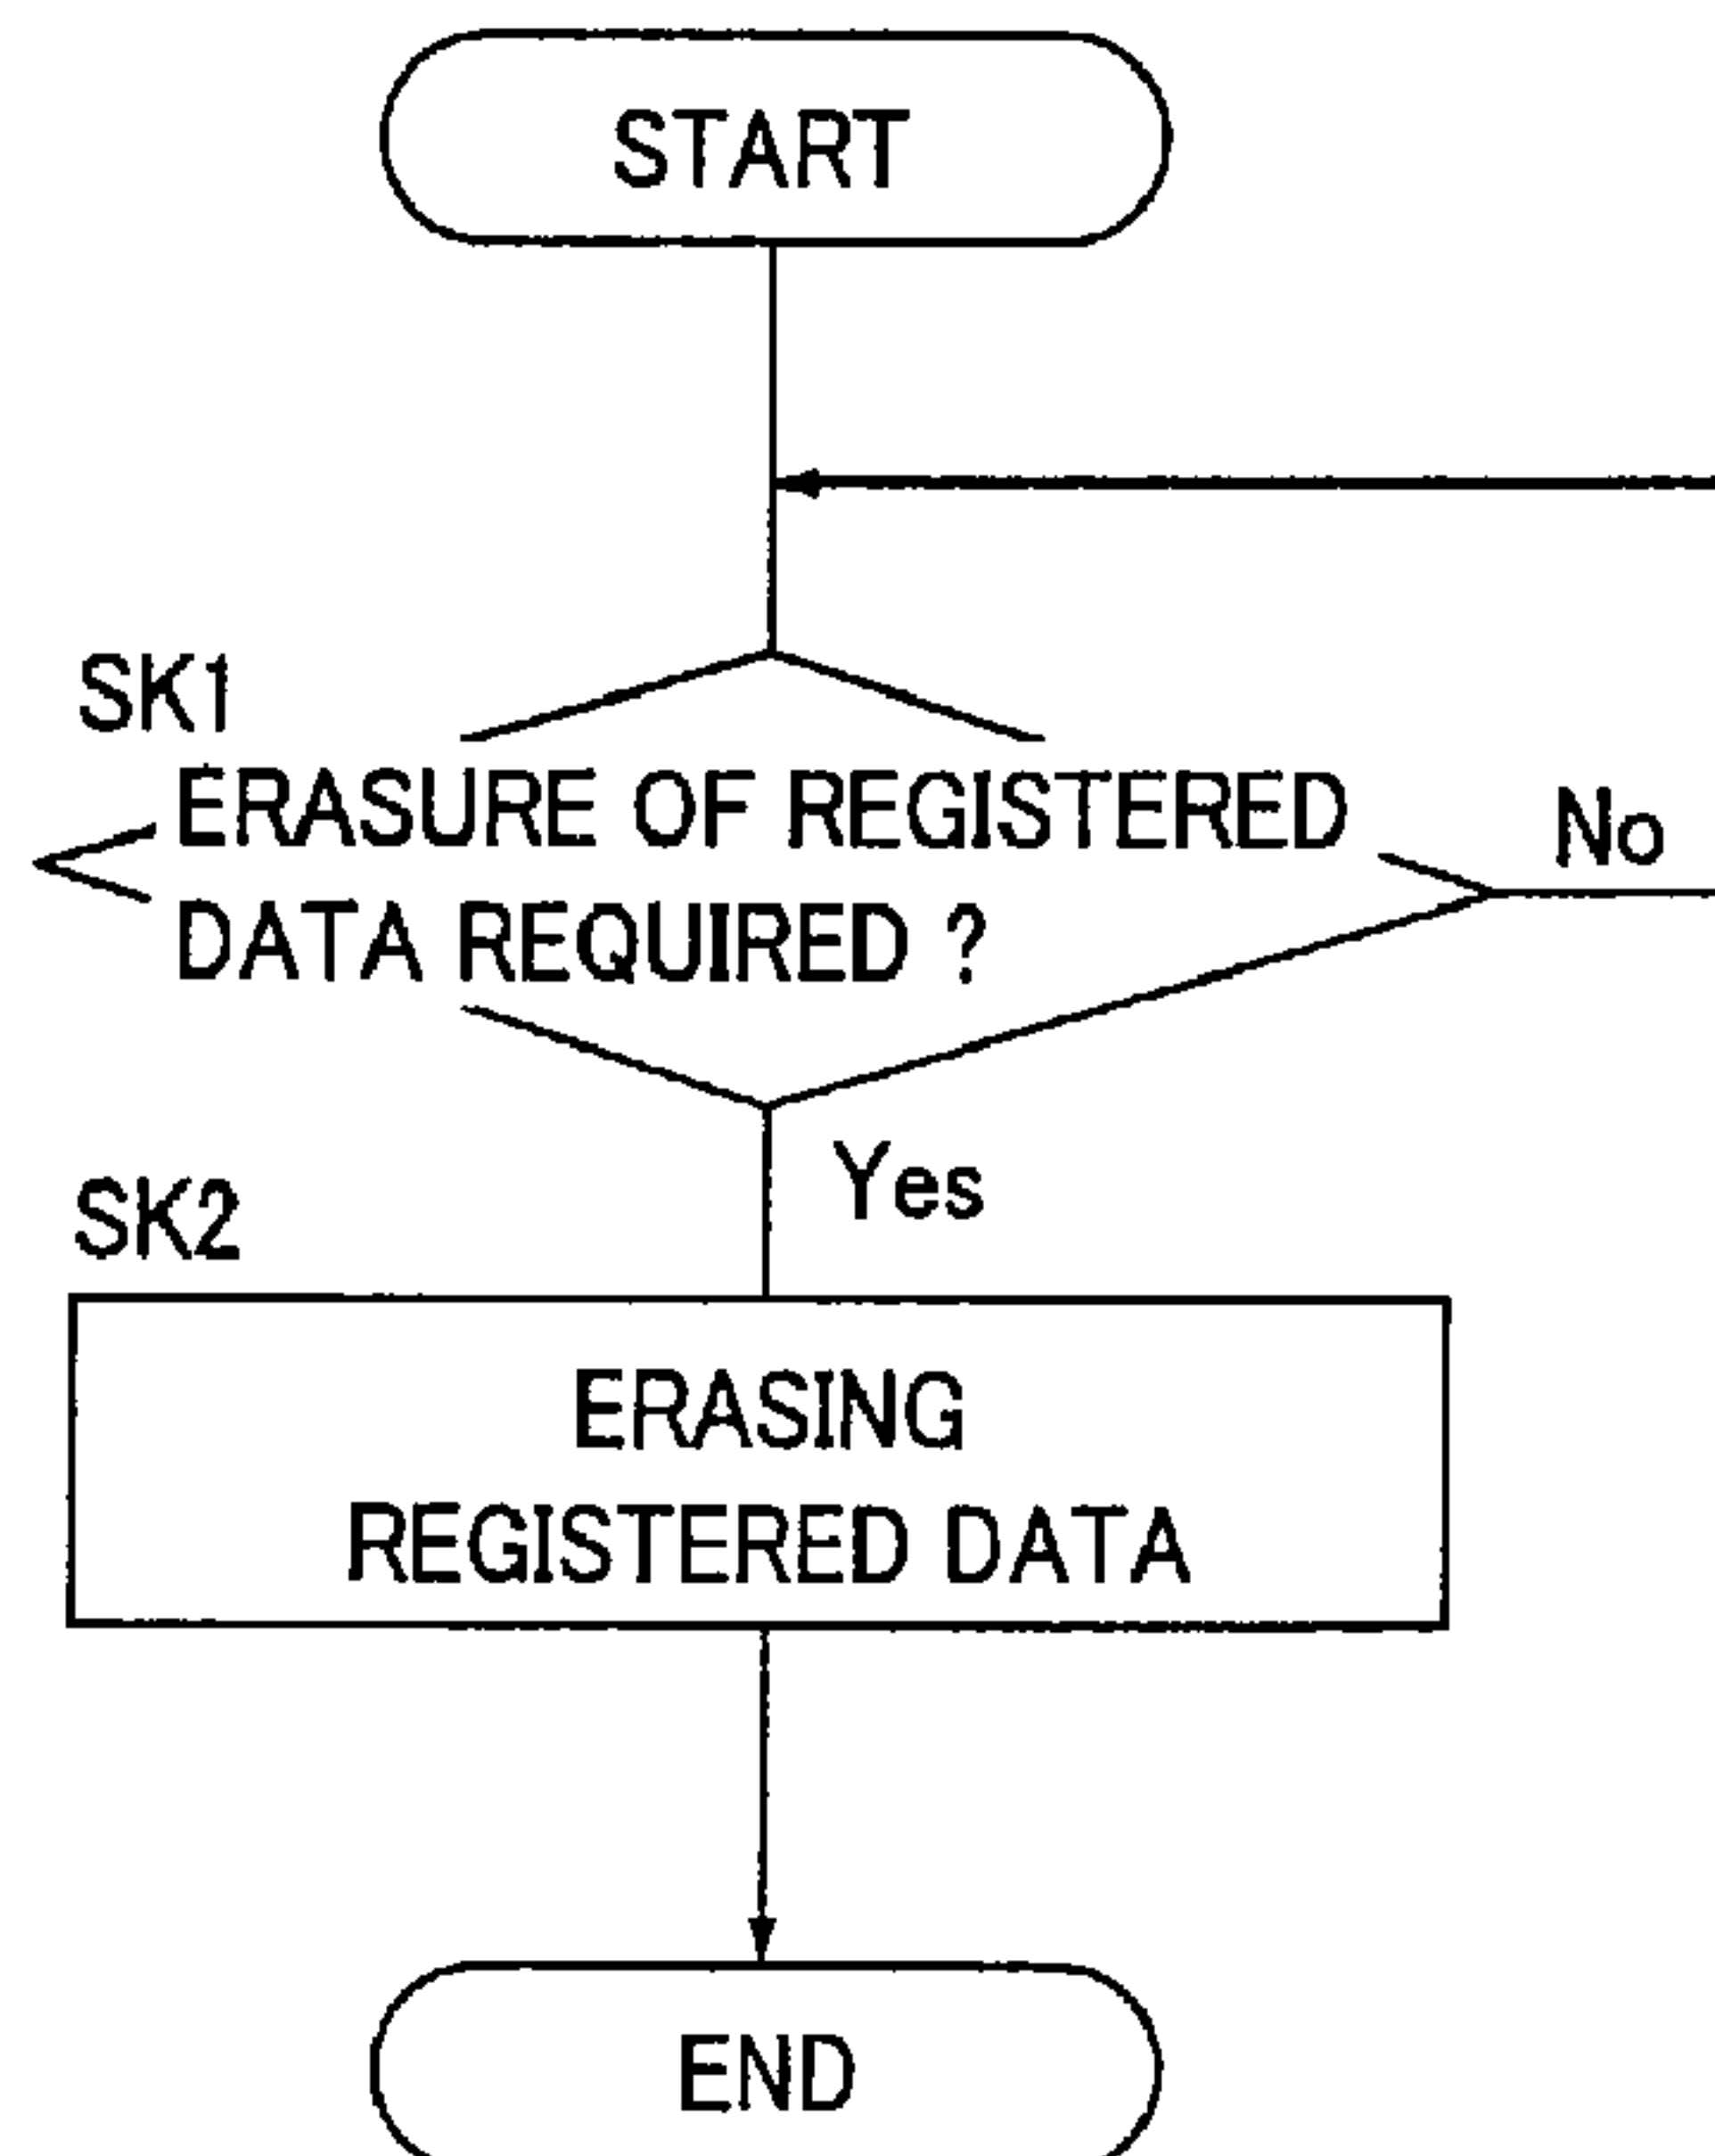 START
SK1
ERASURE OF REGISTERED
DATA REQUIRED ?
No
Yes
SK2
ERASING
REGISTERED DATA
END